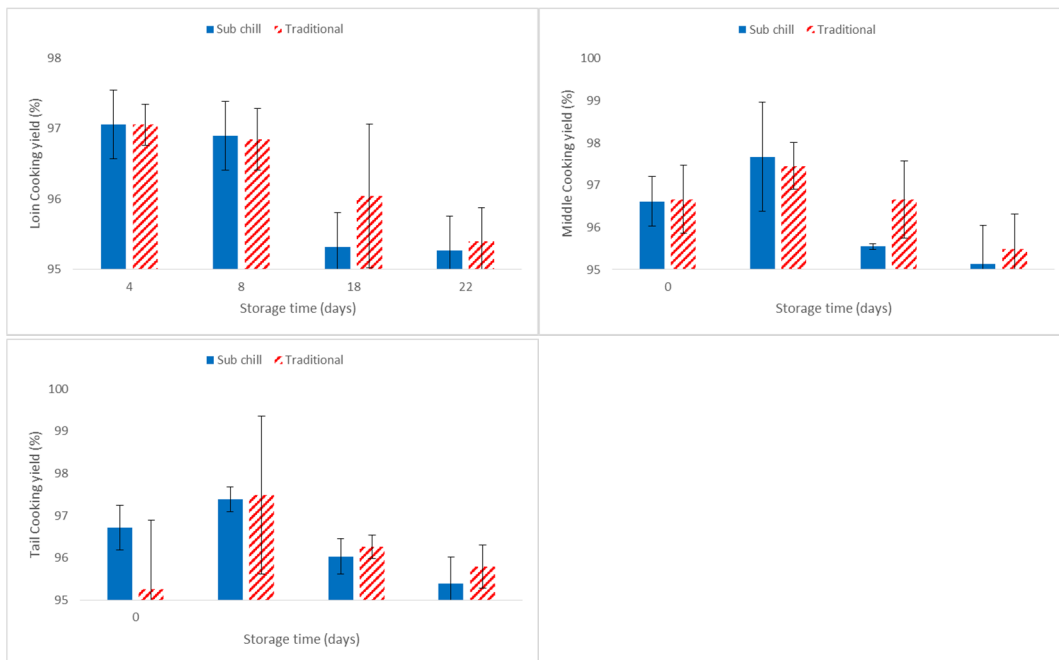 Sub chill Traditional
98
97
96
95
Loin Cooking yield (%)
4 8 18 22
Storage time (days)
Sub chill Traditional
100
99
98
97
96
95
Middle Cooking yield (%)
0
Storage time (days)
Sub chill Traditional
100
99
98
97
96
95
Tail Cooking yield (%)
0
Storage time (days)